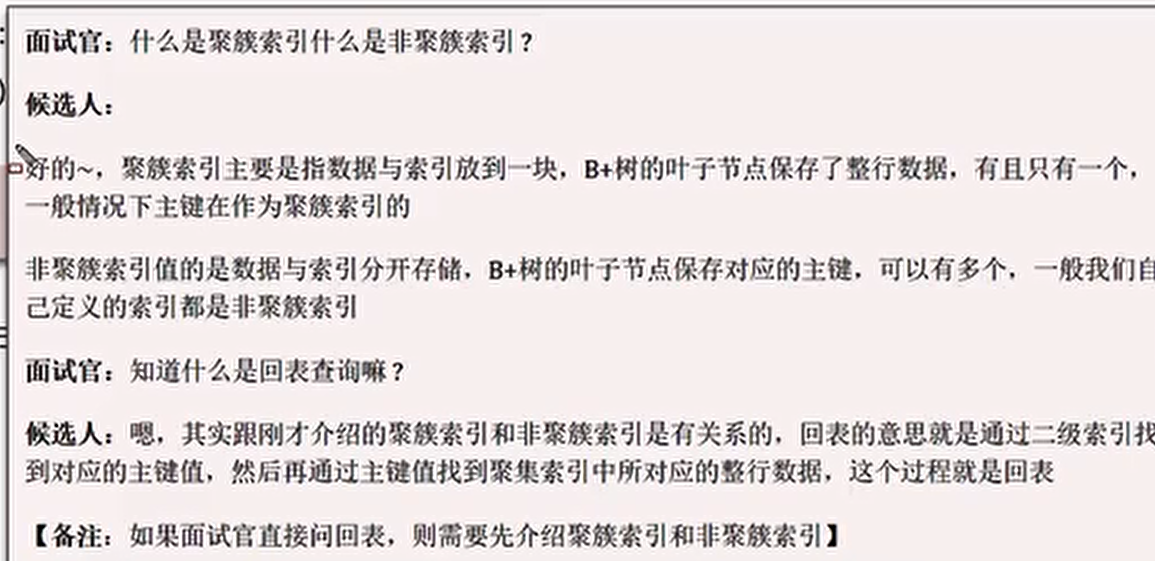 面试官：什么是聚簇索引什么是非聚簇索引？
候选人：
好的~，聚簇索引主要是指数据与索引放到一块，B+树的叶子节点保存了整行数据，有且只有一个，
一般情况下主键在作为聚簇索引的
非聚簇索引值的是数据与索引分开存储，B+树的叶子节点保存对应的主键，可以有多个，一般我们自
己定义的索引都是非聚簇索引
面试官：知道什么是回表查询嘛？
候选人：嗯，其实跟刚才介绍的聚簇索引和非聚簇索引是有关系的，回表的意思就是通过二级索引找
到对应的主键值，然后再通过主键值找到聚集索引中所对应的整行数据，这个过程就是回表
【备注：如果面试官直接问回表，则需要先介绍聚簇索引和非聚簇索引】